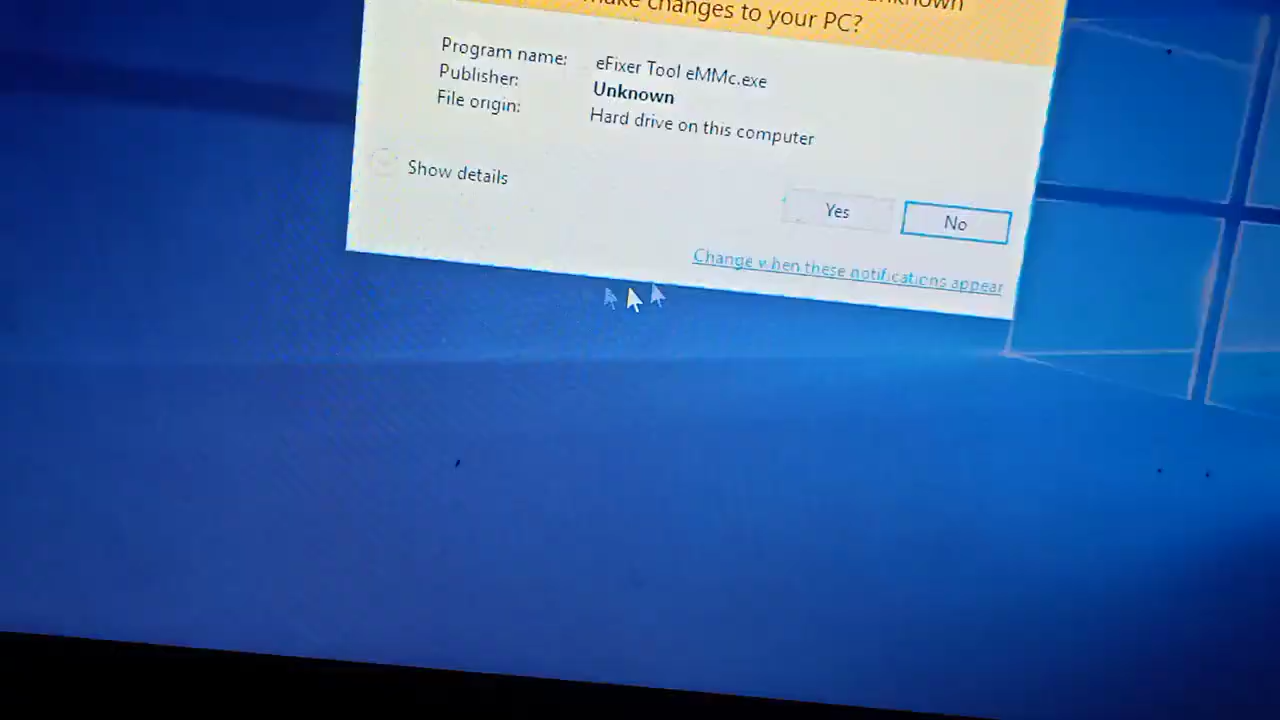 make changes to your PC?
Program name: eFixer Tool eMMc.exe
Publisher: Unknown
File origin: Hard drive on this computer
Show details
Yes No
Change when these notifications appear